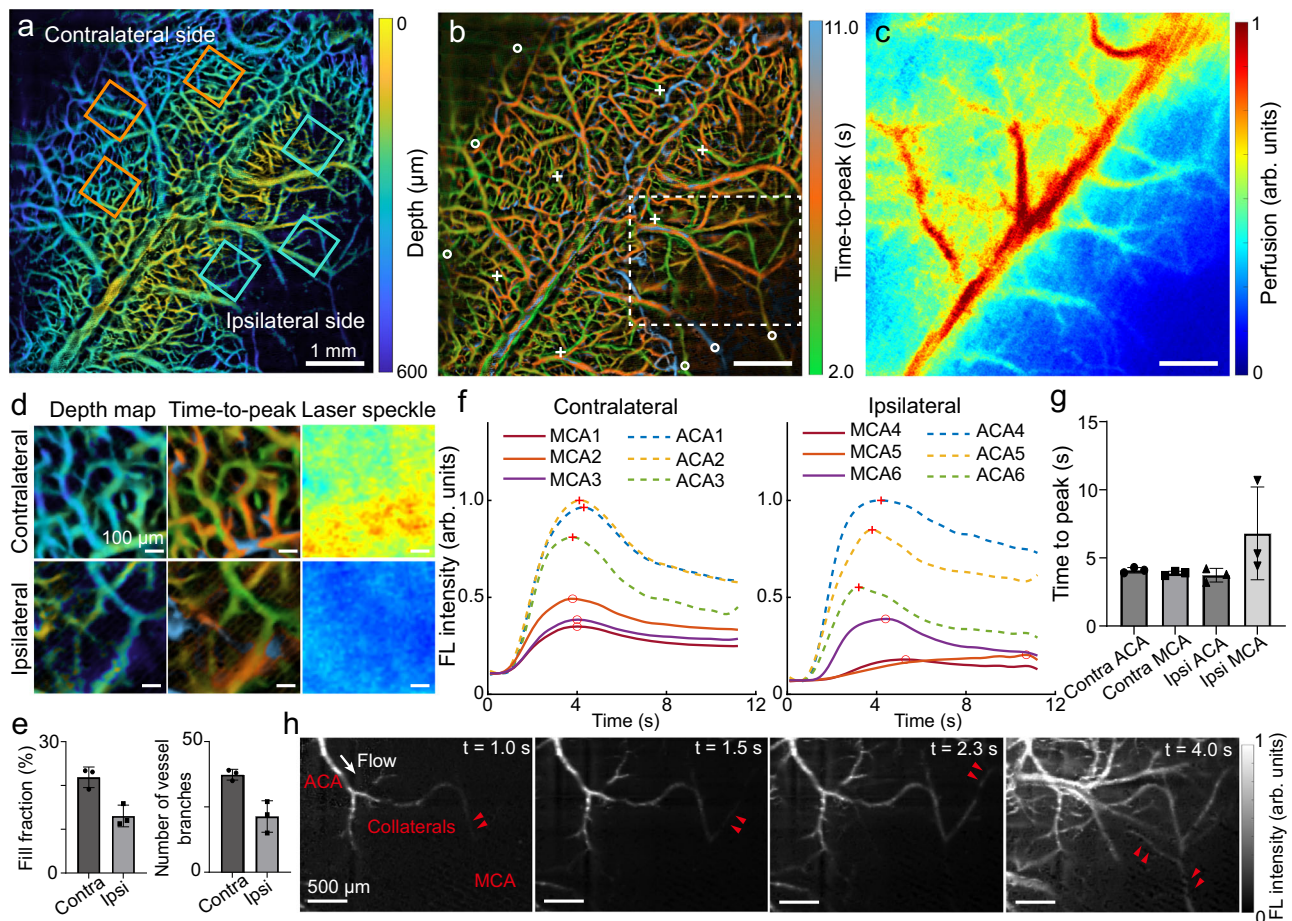 a
Contralateral side
Ipsilateral side
1 mm
0
Depth (µm)
600
b
11.0
Time-to-peak (s)
2.0
c
1
Perfusion (arb. units)
0
d
Depth map
Time-to-peak
Laser speckle
Contralateral
100 µm
Ipsilateral
e
Fill fraction (%)
30
0
Contra
Ipsi
Number of vessel
branches
50
0
Contra
Ipsi
f
Contralateral
MCA1
ACA1
MCA2
ACA2
MCA3
ACA3
FL intensity (arb. units)
1.0
0.5
0
4
8
12
Time (s)
Ipsilateral
MCA4
ACA4
MCA5
ACA5
MCA6
ACA6
1.0
0.5
0
4
8
12
Time (s)
g
Time to peak (s)
15
10
5
0
Contra ACA
Contra MCA
Ipsi ACA
Ipsi MCA
h
t = 1.0 s
Flow
ACA
Collaterals
MCA
500 µm
t = 1.5 s
t = 2.3 s
t = 4.0 s
1
FL intensity (arb. units)
0